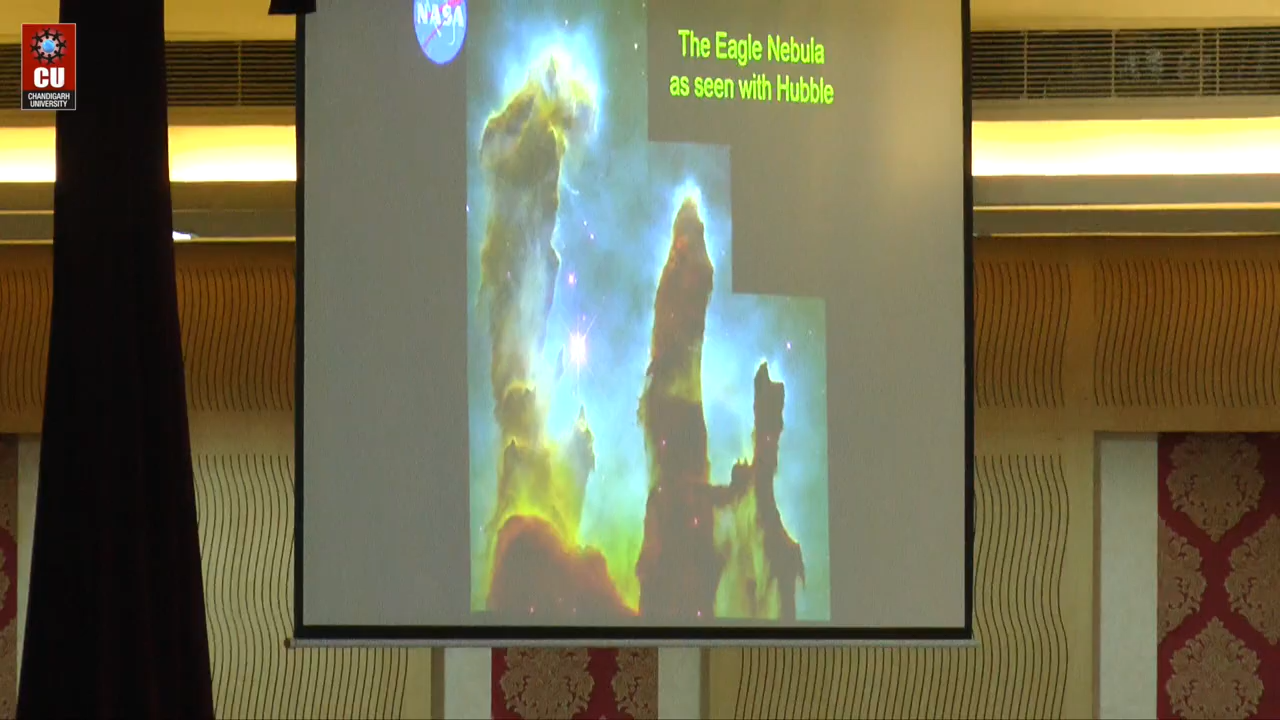 CU
CHANDIGARH
UNIVERSITY
NASA
The Eagle Nebula
as seen with Hubble